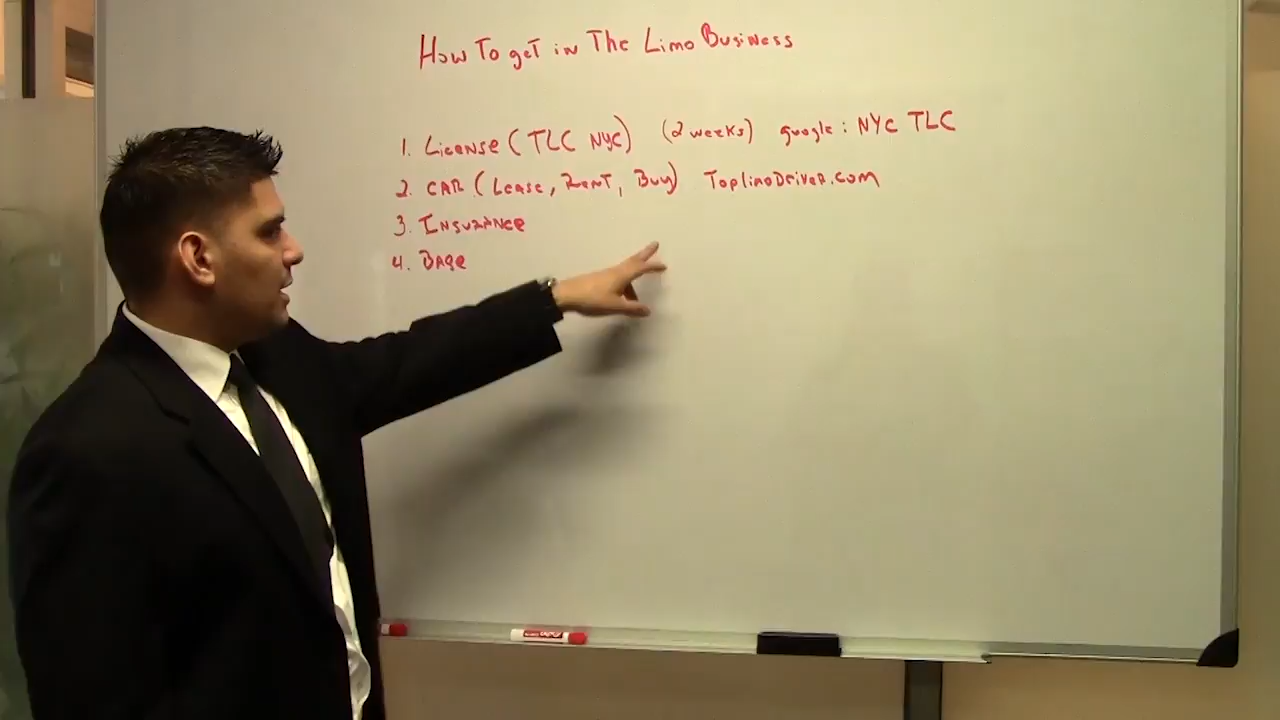 How To get in The Limo Business
1. License (TLC NYC) (2 weeks) google: NYC TLC
2. CAR (Lease, Rent, Buy) ToplimoDriver.com
3. Insurance
4. Base
EXPO